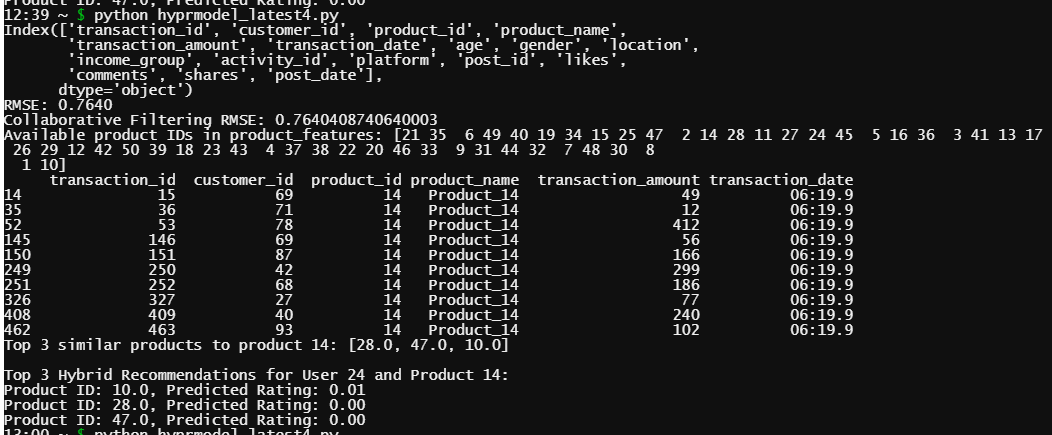 Product ID: 47.0, Predicted Rating: 0.00
12:39 ~ $ python hyprmodel_latest4.py
Index(['transaction_id', 'customer_id', 'product_id', 'product_name',
       'transaction_amount', 'transaction_date', 'age', 'gender', 'location',
       'income_group', 'activity_id', 'platform', 'post_id', 'likes',
       'comments', 'shares', 'post_date'],
      dtype='object')
RMSE: 0.7640
Collaborative Filtering RMSE: 0.7640408740640003
Available product IDs in product_features: [21 35  6 49 40 19 34 15 25 47  2 14 28 11 27 24 45  5 16 36  3 41 13 17
 26 29 12 42 50 39 18 23 43  4 37 38 22 20 46 33  9 31 44 32  7 48 30  8
  1 10]
     transaction_id  customer_id  product_id product_name  transaction_amount transaction_date
14               15           69          14   Product_14                  49          06:19.9
35               36           71          14   Product_14                  12          06:19.9
52               53           78          14   Product_14                 412          06:19.9
145             146           69          14   Product_14                  56          06:19.9
150             151           87          14   Product_14                 166          06:19.9
249             250           42          14   Product_14                 299          06:19.9
251             252           68          14   Product_14                 186          06:19.9
326             327           27          14   Product_14                  77          06:19.9
408             409           40          14   Product_14                 240          06:19.9
462             463           93          14   Product_14                 102          06:19.9
Top 3 similar products to product 14: [28.0, 47.0, 10.0]
Top 3 Hybrid Recommendations for User 24 and Product 14:
Product ID: 10.0, Predicted Rating: 0.01
Product ID: 28.0, Predicted Rating: 0.00
Product ID: 47.0, Predicted Rating: 0.00
13:00 ~ $ python hyprmodel_latest4.py